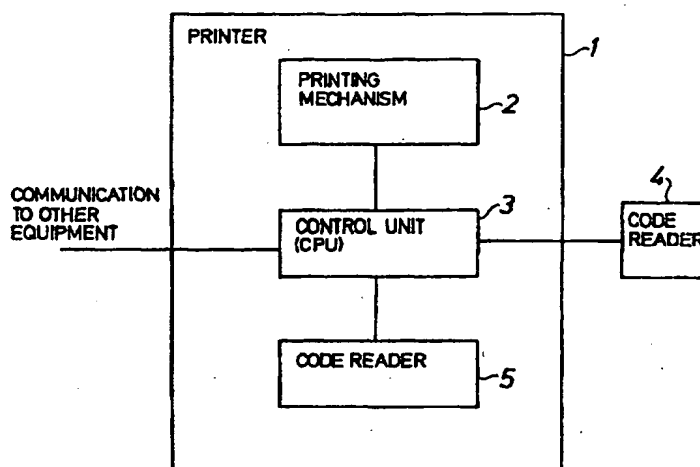 PRINTER
1
PRINTING
MECHANISM
2
COMMUNICATION
TO OTHER
EQUIPMENT
3
CONTROL UNIT
(CPU)
4
CODE
READER
CODE READER
5